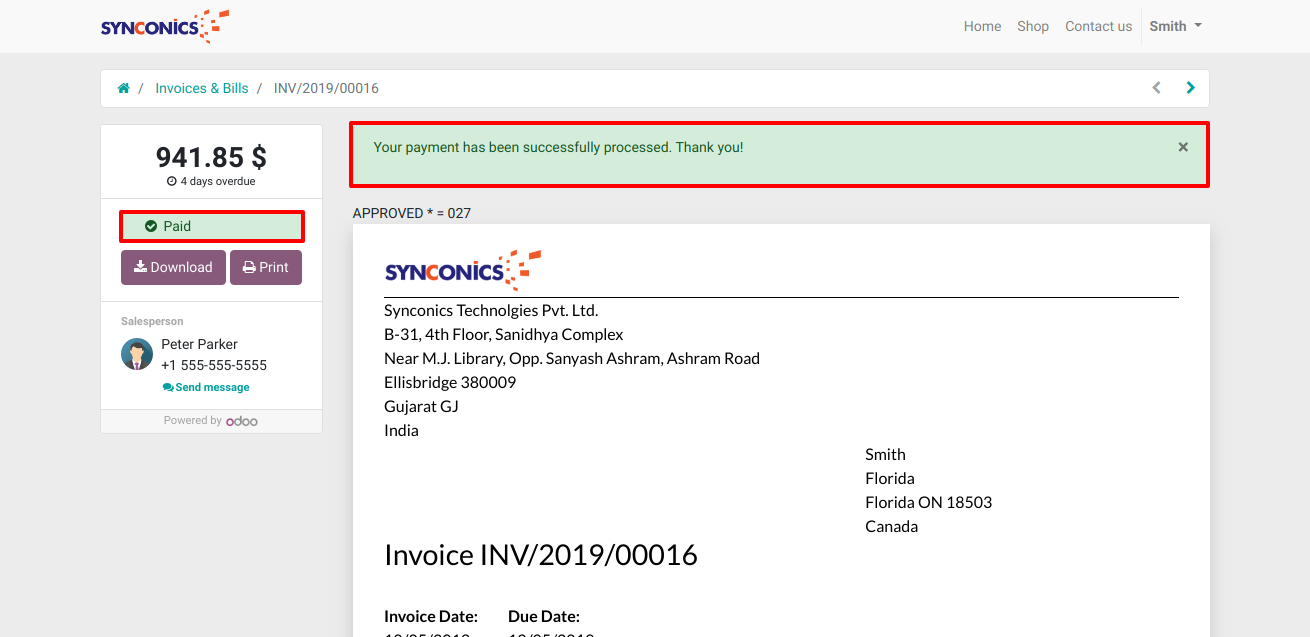 SYNCONICS
Home Shop Contact us Smith
/ Invoices & Bills / INV/2019/00016
941.85 $
4 days overdue
Paid
Download Print
Salesperson
Peter Parker
+1 555-555-5555
Send message
Powered by odoo
Your payment has been successfully processed. Thank you! ×
APPROVED * = 027
SYNCONICS
Synconics Technolgies Pvt. Ltd.
B-31, 4th Floor, Sanidhya Complex
Near M.J. Library, Opp. Sanyash Ashram, Ashram Road
Ellisbridge 380009
Gujarat GJ
India
Smith
Florida
Florida ON 18503
Canada
Invoice INV/2019/00016
Invoice Date: Due Date: